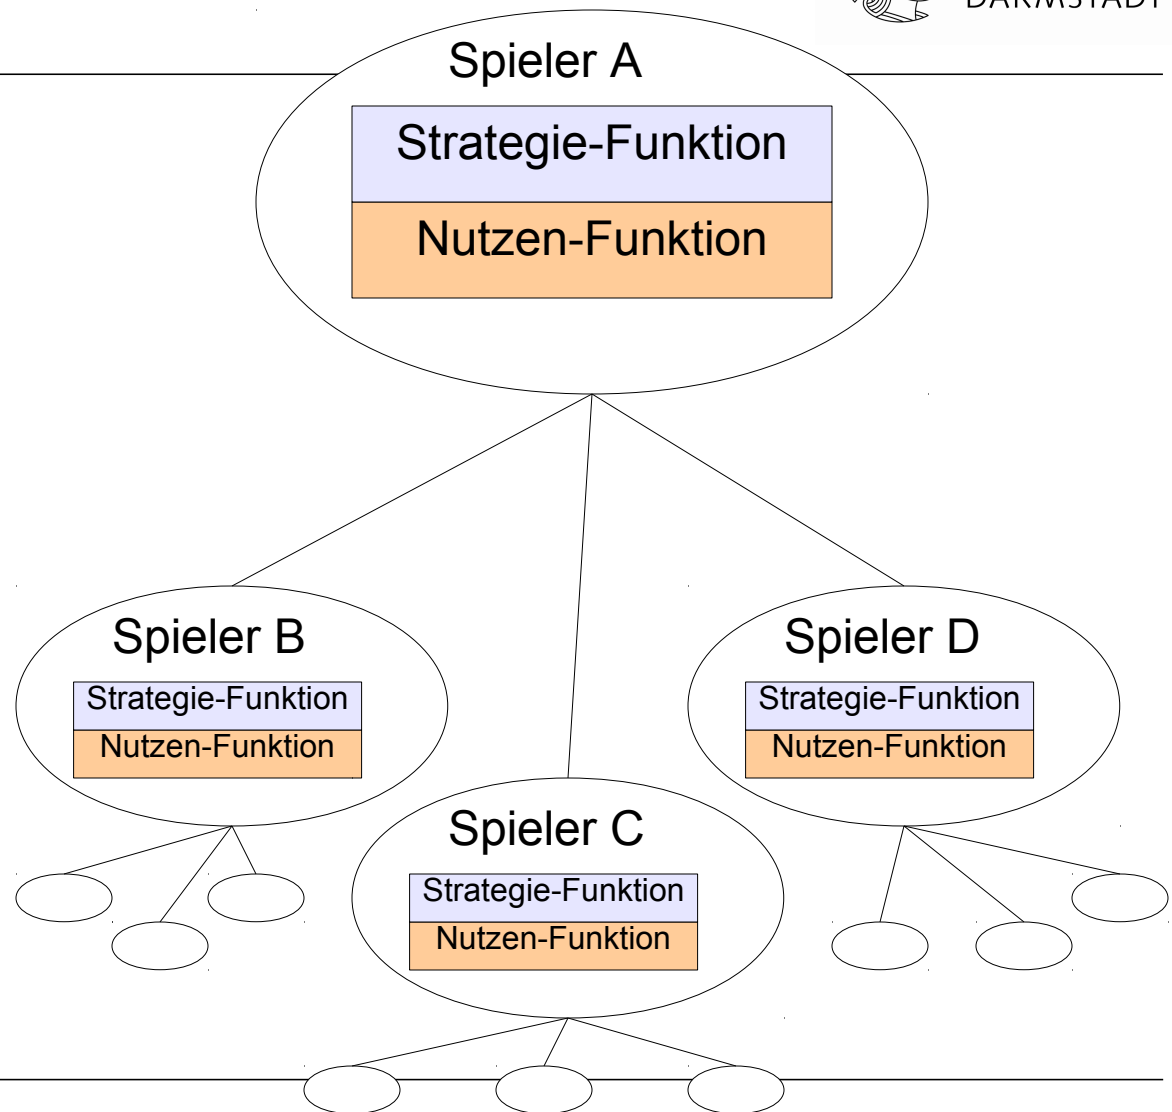 DARMSTADT
Spieler A
Strategie-Funktion
Nutzen-Funktion
Spieler B
Strategie-Funktion
Nutzen-Funktion
Spieler D
Strategie-Funktion
Nutzen-Funktion
Spieler C
Strategie-Funktion
Nutzen-Funktion